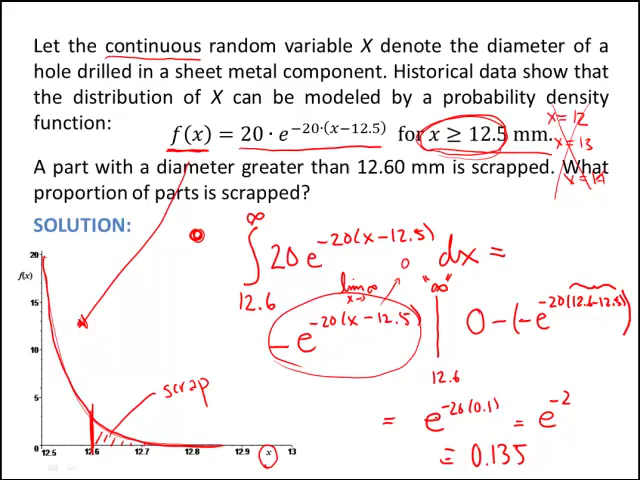 Let the continuous random variable X denote the diameter of a
hole drilled in a sheet metal component. Historical data show that
the distribution of X can be modeled by a probability density
function:
f(x) = 20 · e^{−20·(x−12.5)} for x ≥ 12.5 mm.
x = 12
x = 13
x = 14
A part with a diameter greater than 12.60 mm is scrapped. What
proportion of parts is scrapped?
SOLUTION:
∫_{12.6}^{∞} 20 e^{−20(x−12.5)} dx =
lim x→∞ 0
−e^{−20(x−12.5)} |_{12.6}^{"∞"} 0 − (−e^{−20(12.6−12.5)})
= e^{−20(0.1)} = e^{−2}
= 0.135
scrap
f(x)
20
15
10
5
0
12.5 12.6 12.7 12.8 12.9 x 13